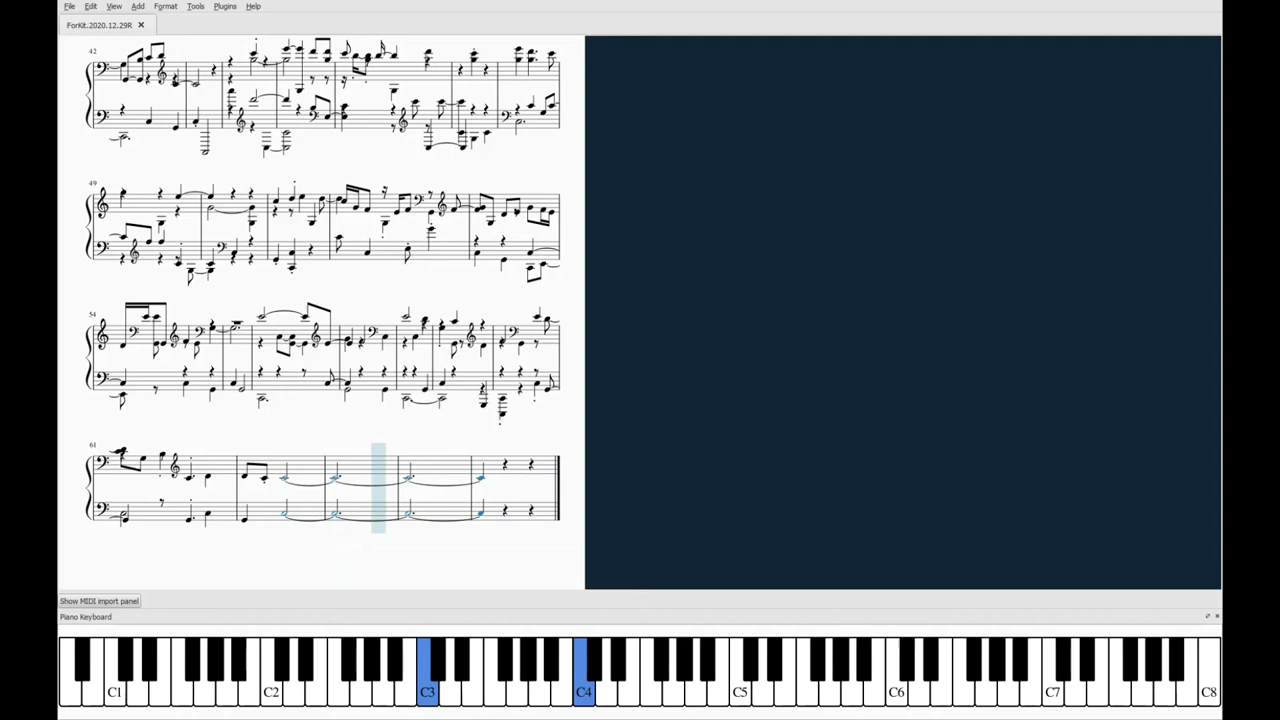 File Edit View Add Format Tools Plugins Help
ForKit.2020.12.29R
42
49
54
61
Show MIDI import panel
Piano Keyboard
C1 C2 C3 C4 C5 C6 C7 C8